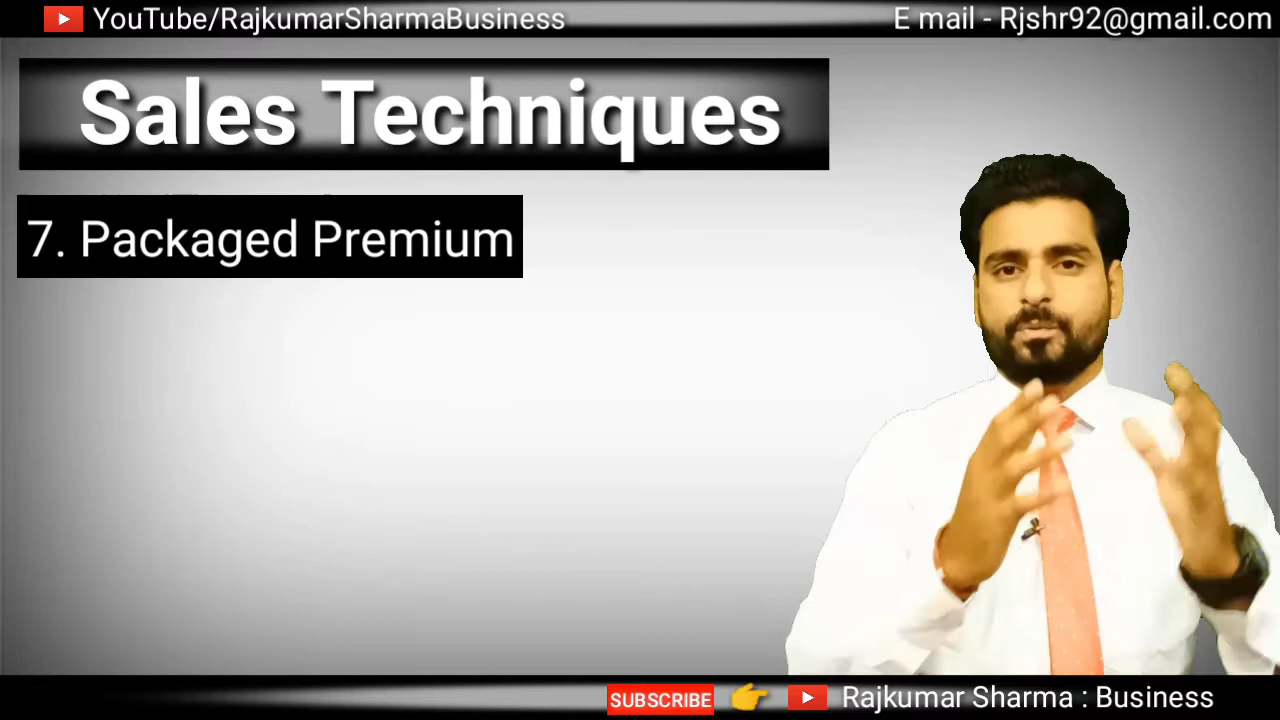 YouTube/RajkumarSharmaBusiness
E mail - Rjshr92@gmail.com
Sales Techniques
7. Packaged Premium
SUBSCRIBE
Rajkumar Sharma : Business